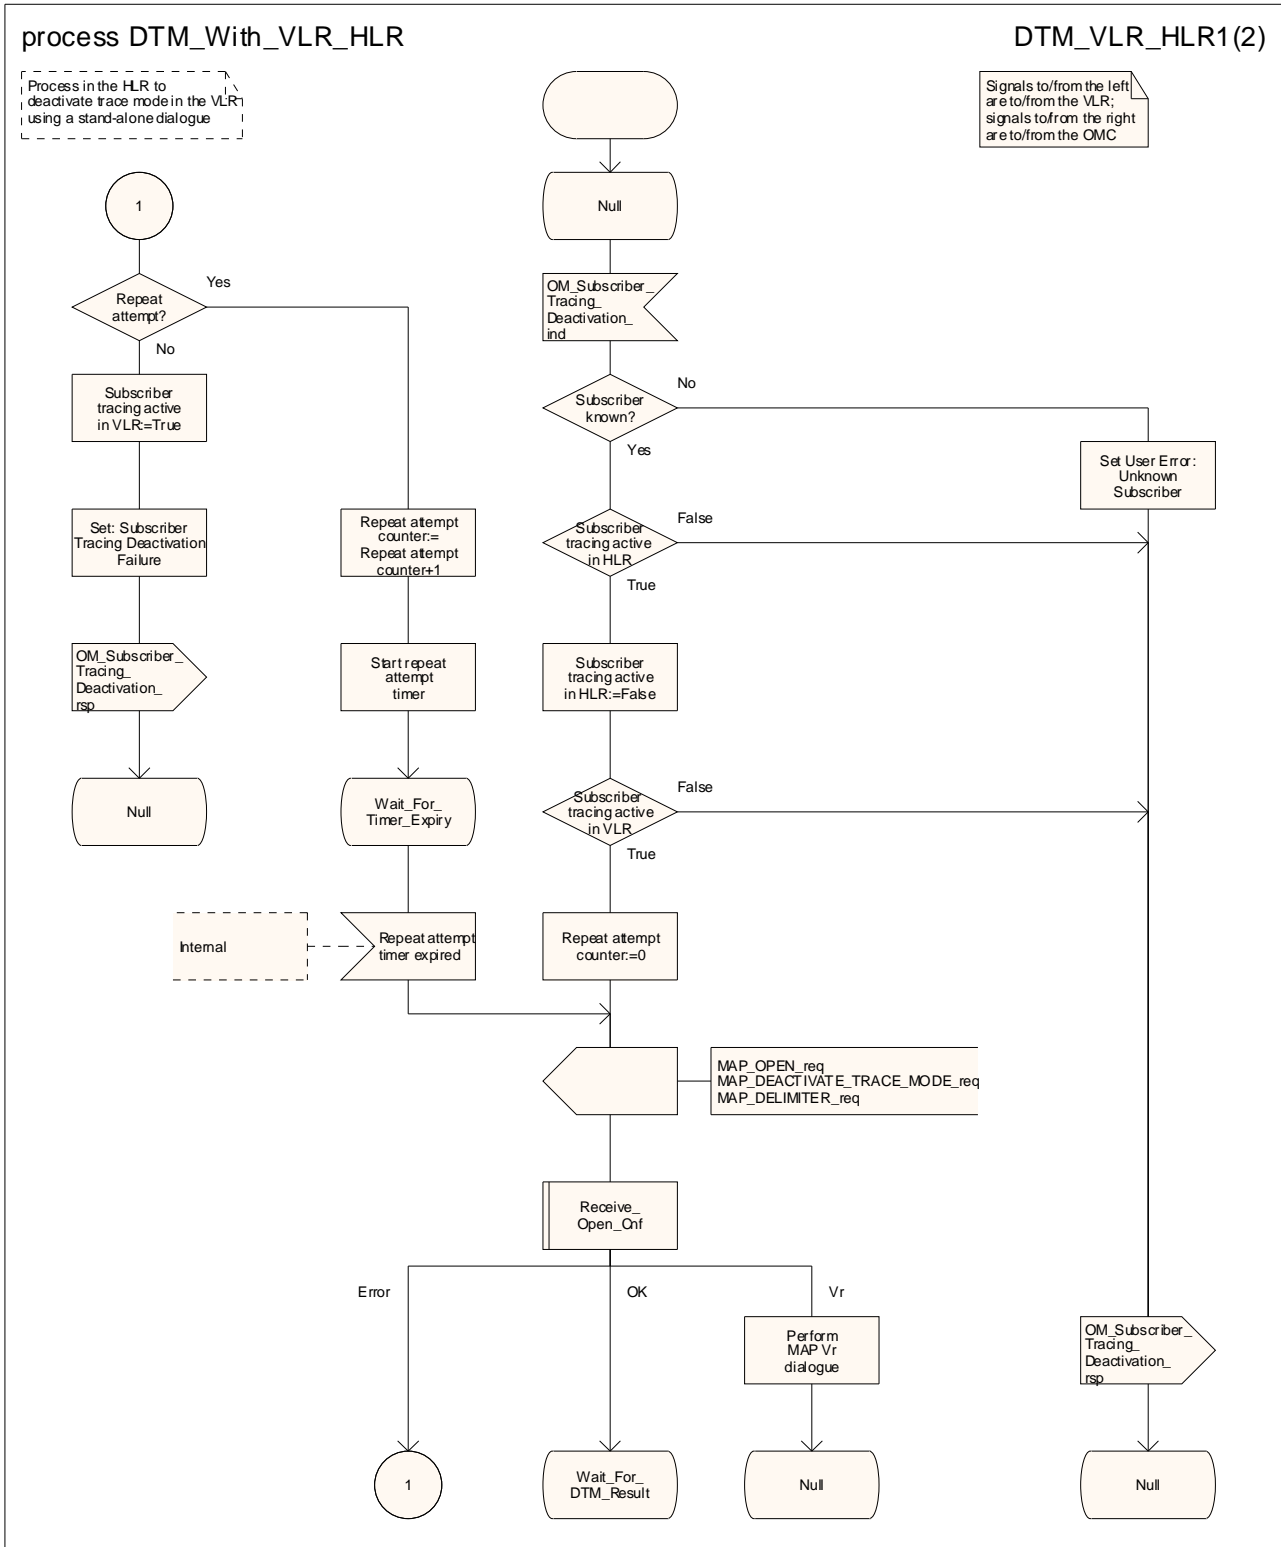 process DTM_With_VLR_HLR
DTM_VLR_HLR1(2)
Process in the HLR to
deactivate trace mode in the VLR
using a stand-alone dialogue
Signals to/from the left
are to/from the VLR;
signals to/from the right
are to/from the OMC
1
Null
Repeat
attempt?
Yes
No
OM_Subscriber_
Tracing_
Deactivation_
ind
Subscriber
tracing active
in VLR:=True
Subscriber
known?
No
Yes
Set User Error:
Unknown
Subscriber
Set: Subscriber
Tracing Deactivation
Failure
Repeat attempt
counter:=
Repeat attempt
counter+1
Subscriber
tracing active
in HLR
False
True
OM_Subscriber_
Tracing_
Deactivation_
rsp
Start repeat
attempt
timer
Subscriber
tracing active
in HLR:=False
Null
Wait_For_
Timer_Expiry
Subscriber
tracing active
in VLR
False
True
Internal
Repeat attempt
timer expired
Repeat attempt
counter:=0
MAP_OPEN_req
MAP_DEACTIVATE_TRACE_MODE_req
MAP_DELIMITER_req
Receive_
Open_Cnf
Error
OK
Vr
Perform
MAP Vr
dialogue
OM_Subscriber_
Tracing_
Deactivation_
rsp
1
Wait_For_
DTM_Result
Null
Null